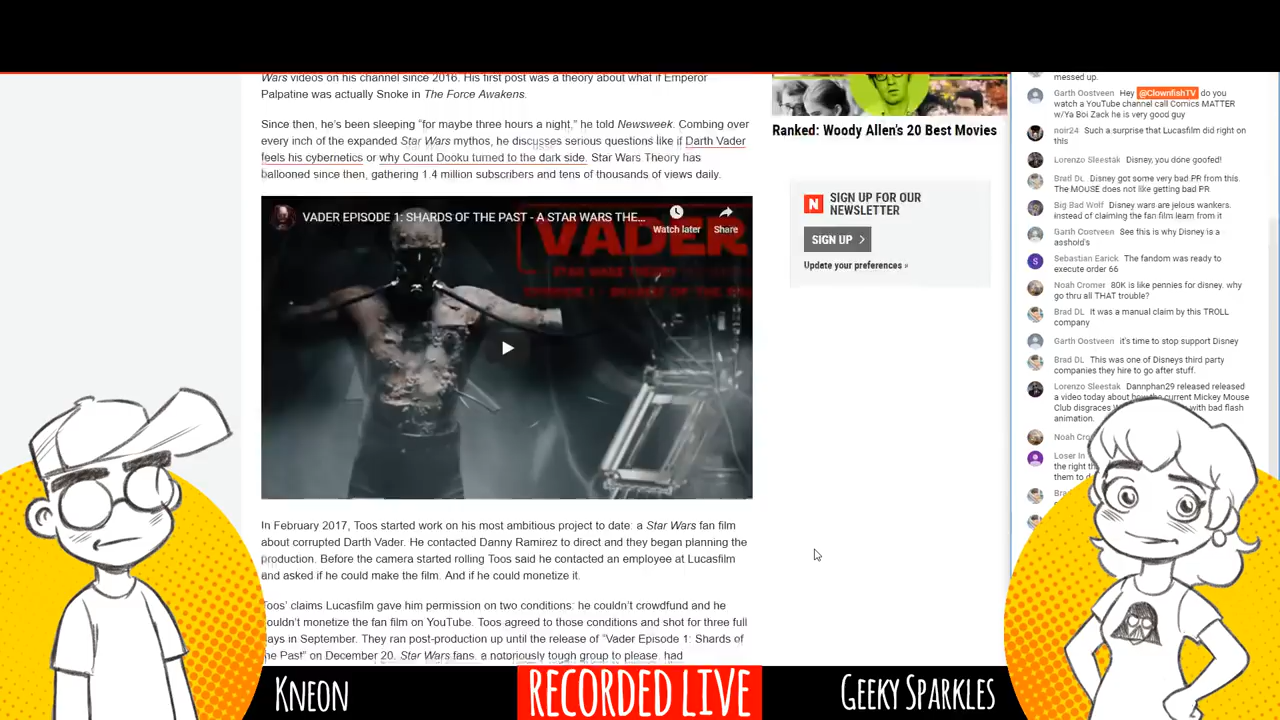 Wars videos on his channel since 2016. His first post was a theory about what if Emperor
Palpatine was actually Snoke in The Force Awakens.
Since then, he's been sleeping "for maybe three hours a night," he told Newsweek. Combing over
every inch of the expanded Star Wars mythos, he discusses serious questions like if Darth Vader
feels his cybernetics or why Count Dooku turned to the dark side. Star Wars Theory has
ballooned since then, gathering 1.4 million subscribers and tens of thousands of views daily.
VADER EPISODE 1: SHARDS OF THE PAST - A STAR WARS THE...
Watch later
Share
VADER
In February 2017, Toos started work on his most ambitious project to date: a Star Wars fan film
about corrupted Darth Vader. He contacted Danny Ramirez to direct and they began planning the
production. Before the camera started rolling Toos said he contacted an employee at Lucasfilm
and asked if he could make the film. And if he could monetize it.
Toos' claims Lucasfilm gave him permission on two conditions: he couldn't crowdfund and he
couldn't monetize the fan film on YouTube. Toos agreed to those conditions and shot for three full
days in September. They ran post-production up until the release of "Vader Episode 1: Shards of
the Past" on December 20. Star Wars fans, a notoriously tough group to please, had
Ranked: Woody Allen's 20 Best Movies
N
SIGN UP FOR OUR
NEWSLETTER
SIGN UP >
Update your preferences »
messed up.
Garth Oostveen Hey @ClownfishTV do you
watch a YouTube channel call Comics MATTER
w/Ya Boi Zack he is very good guy
noir24 Such a surprise that Lucasfilm did right on
this
Lorenzo Sleestak Disney, you done goofed!
Brad DL Disney got some very bad PR from this.
The MOUSE does not like getting bad PR
Big Bad Wolf Disney wars are jelous wankers.
instead of claiming the fan film learn from it
Garth Oostveen See this is why Disney is a
asshold's
S
Sebastian Earick The fandom was ready to
execute order 66
Noah Cromer 80K is like pennies for disney. why
go thru all THAT trouble?
Brad DL It was a manual claim by this TROLL
company
Garth Oostveen it's time to stop support Disney
Brad DL This was one of Disneys third party
companies they hire to go after stuff.
Lorenzo Sleestak Dannphan29 released released
a video today about how the current Mickey Mouse
Club disgraces with bad flash
animation.
Noah
Loser In
the right
them to
KNEON
RECORDED LIVE
GEEKY SPARKLES